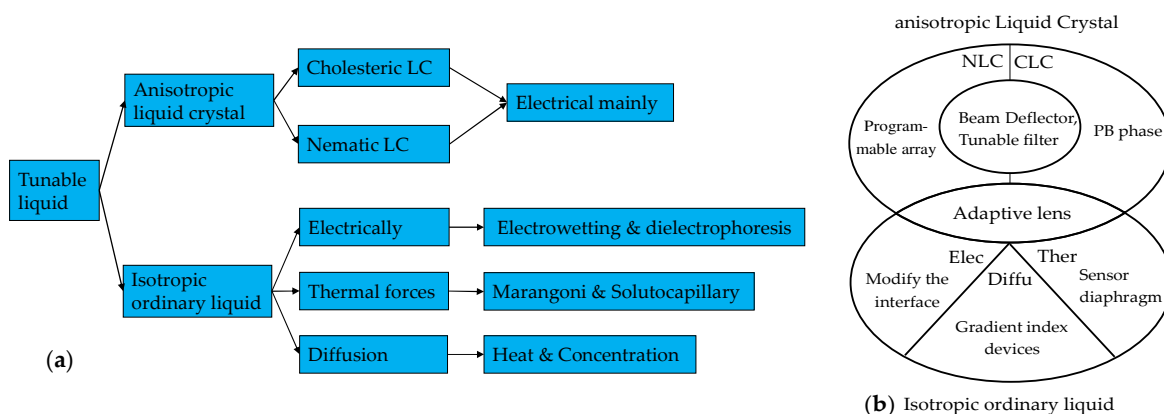 Tunable
liquid
Anisotropic
liquid crystal
Cholesteric LC
Nematic LC
Electrical mainly
Isotropic
ordinary liquid
Electrically
Electrowetting & dielectrophoresis
Thermal forces
Marangoni & Solutocapillary
Diffusion
Heat & Concentration
(a)
anisotropic Liquid Crystal
NLC
CLC
Program-
mable array
Beam Deflector,
Tunable filter
PB phase
Adaptive lens
Elec
Ther
Modify the
interface
Diffu
Sensor
diaphragm
Gradient index
devices
(b) Isotropic ordinary liquid